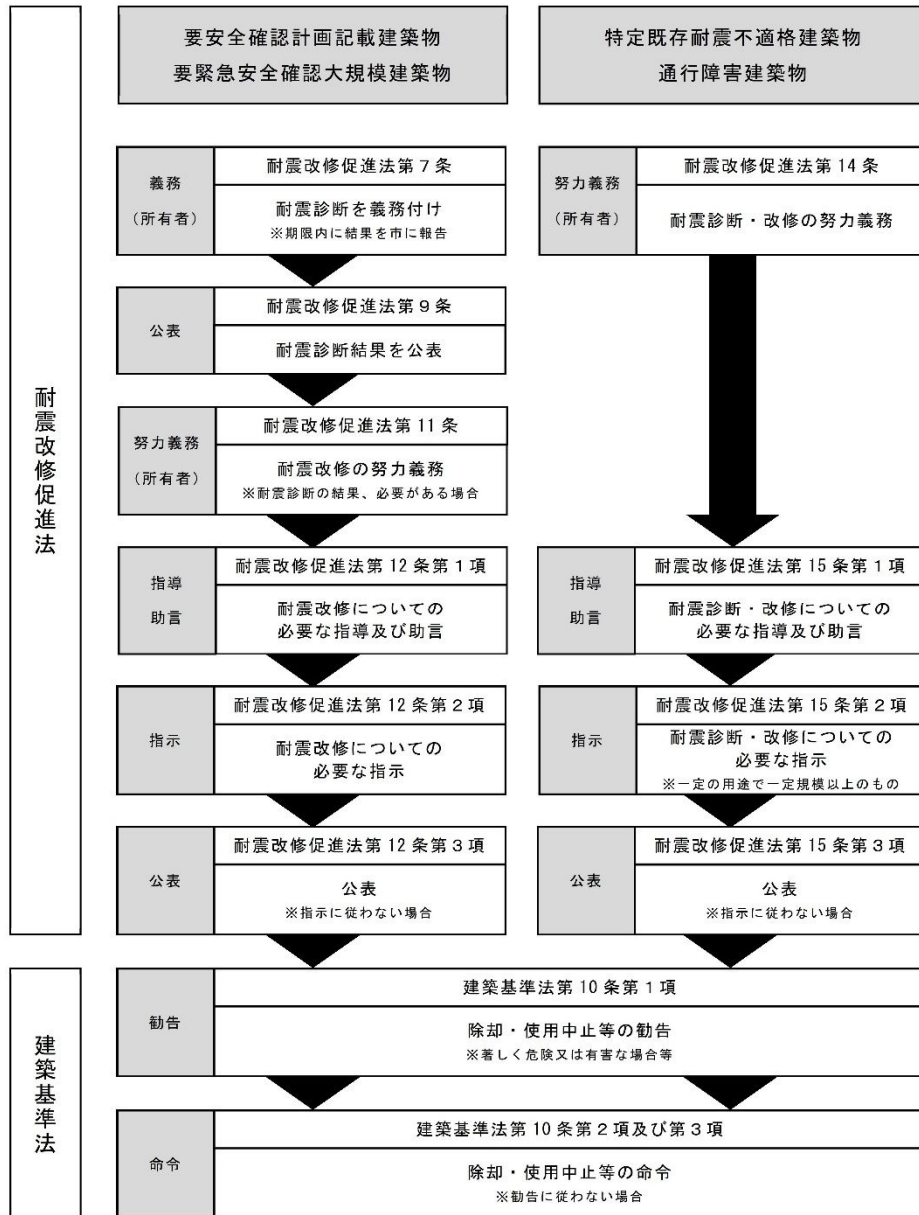 要安全確認計画記載建築物
要緊急安全確認大規模建築物
特定既存耐震不適格建築物
通行障害建築物
耐震改修促進法
義務
(所有者)
耐震改修促進法第7条
耐震診断を義務付け
※期限内に結果を市に報告
努力義務
(所有者)
耐震改修促進法第14条
耐震診断・改修の努力義務
公表
耐震改修促進法第9条
耐震診断結果を公表
努力義務
(所有者)
耐震改修促進法第11条
耐震改修の努力義務
※耐震診断の結果、必要がある場合
指導
助言
耐震改修促進法第12条第1項
耐震改修についての
必要な指導及び助言
指導
助言
耐震改修促進法第15条第1項
耐震診断・改修についての
必要な指導及び助言
指示
耐震改修促進法第12条第2項
耐震改修についての
必要な指示
指示
耐震改修促進法第15条第2項
耐震診断・改修についての
必要な指示
※一定の用途で一定規模以上のもの
公表
耐震改修促進法第12条第3項
公表
※指示に従わない場合
公表
耐震改修促進法第15条第3項
公表
※指示に従わない場合
建築基準法
勧告
建築基準法第10条第1項
除却・使用中止等の勧告
※著しく危険又は有害な場合等
命令
建築基準法第10条第2項及び第3項
除却・使用中止等の命令
※勧告に従わない場合